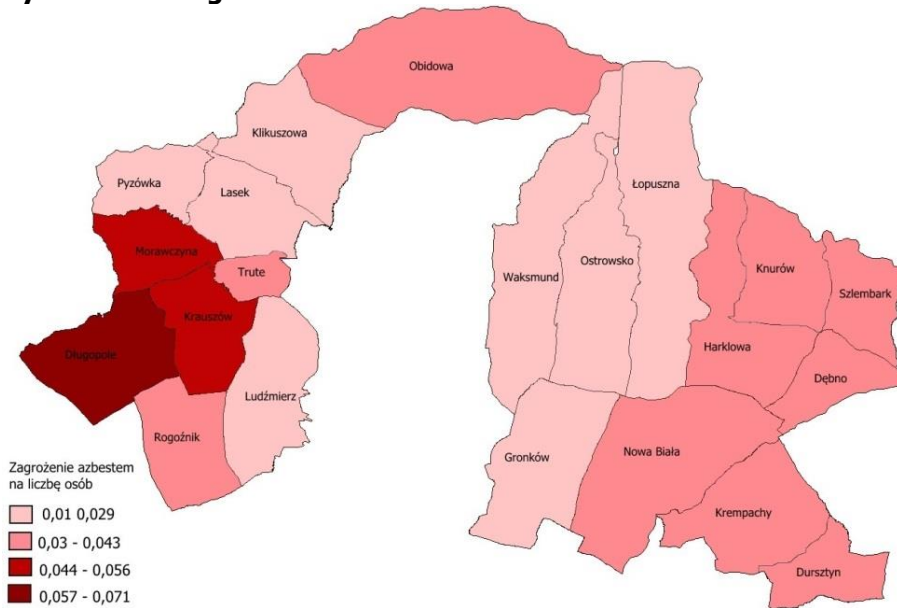 Obidowa
Klikuszowa
Pyzówka
Lasek
Łopuszna
Morawczyna
Trute
Waksmund
Ostrowsko
Knurów
Szlembark
Krauszów
Długopole
Harklowa
Dębno
Ludźmierz
Rogoźnik
Gronków
Nowa Biała
Krempachy
Dursztyn
Zagrożenie azbestem
na liczbę osób
0,01 0,029
0,03 - 0,043
0,044 - 0,056
0,057 - 0,071